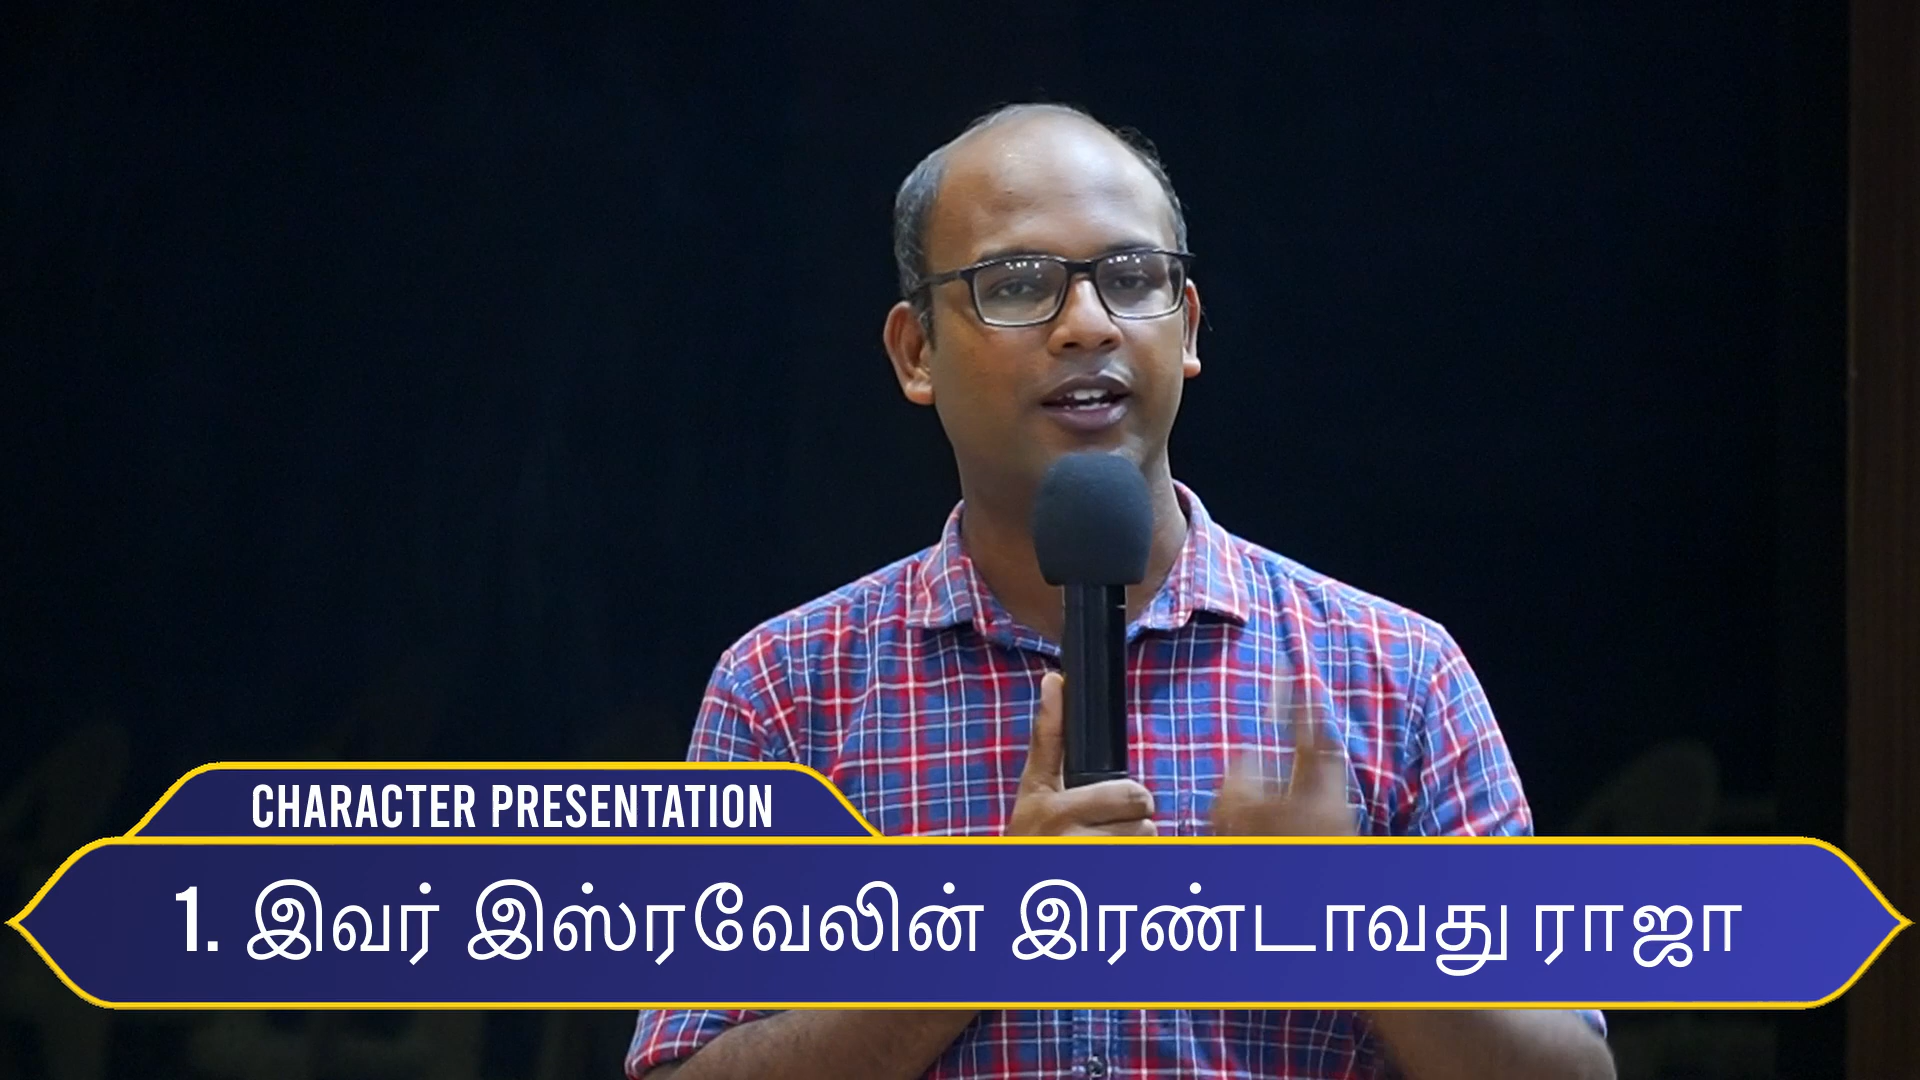 CHARACTER PRESENTATION
1. இவர் இஸ்ரவேலின் இரண்டாவது ராஜா